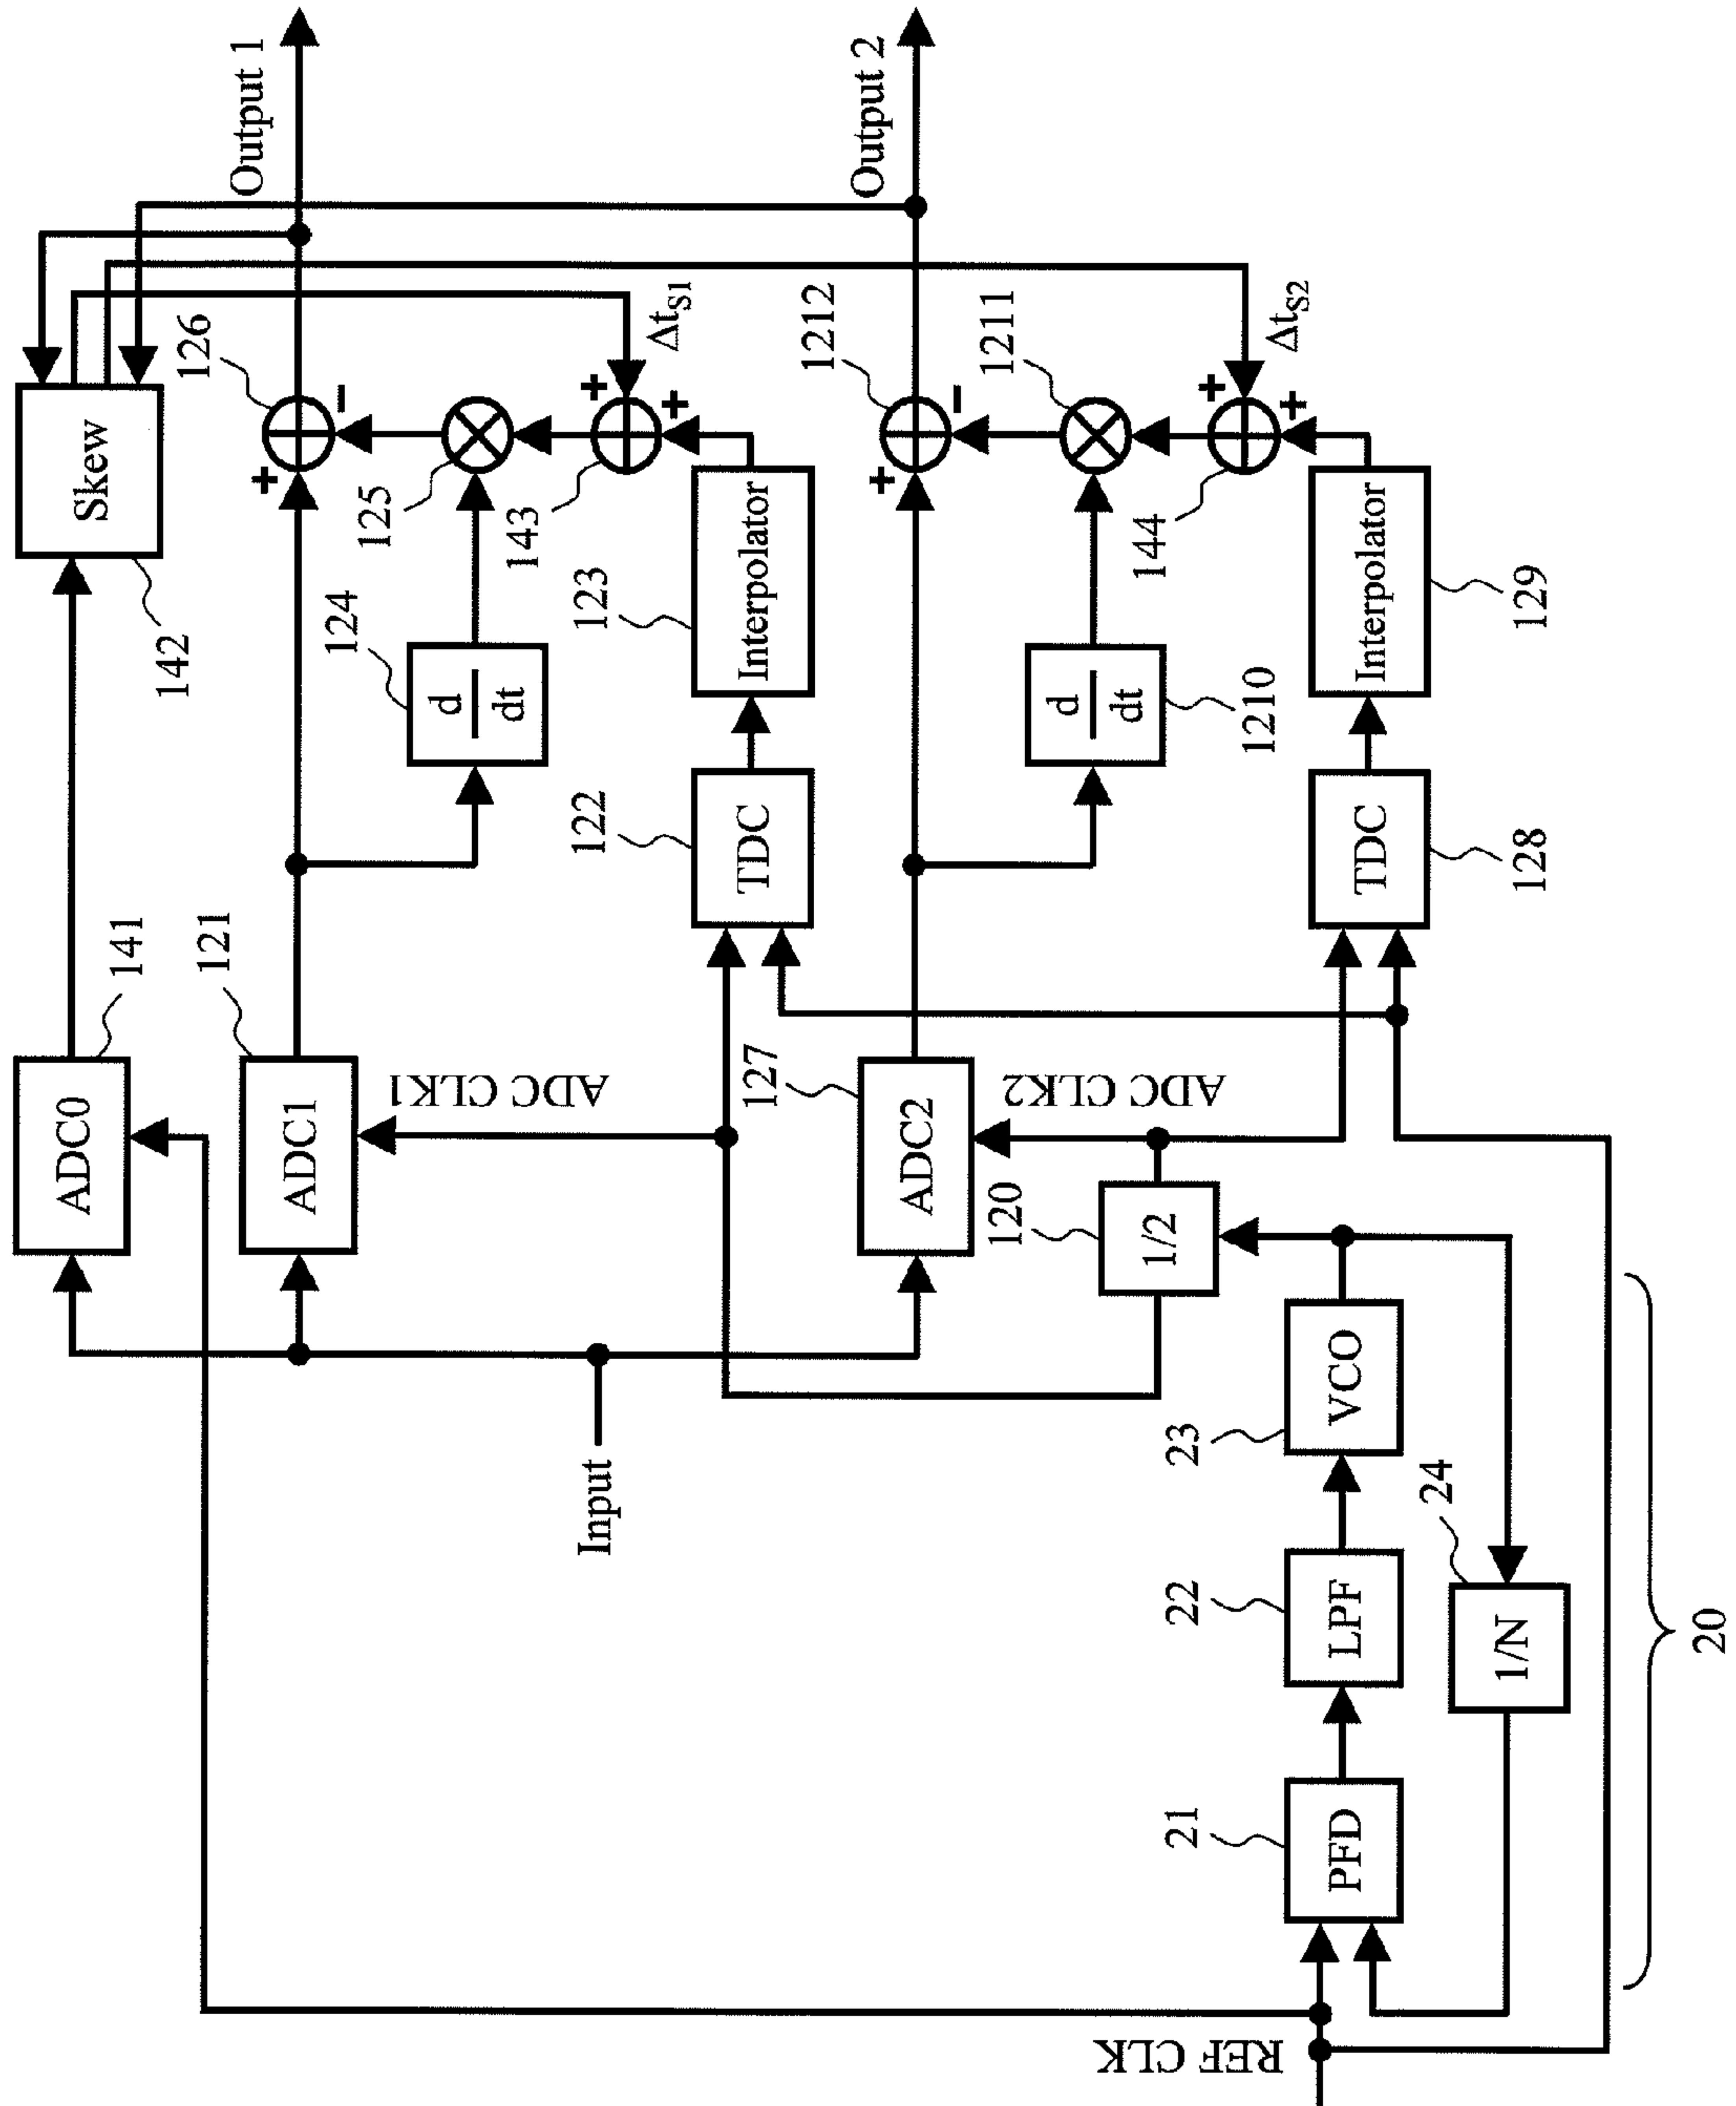 Output 1
Output 2
Skew
142
126
Δt_S1
125
143
124
d
dt
Interpolator
123
TDC
122
ADC0
141
ADC1
121
ADC CLK1
1212
1211
Δt_S2
144
d
dt
1210
Interpolator
129
TDC
128
ADC2
127
ADC CLK2
1/2
120
Input
VCO
23
LPF
22
PFD
21
1/N
24
20
REF CLK
+
−
+
+
+
−
+
+